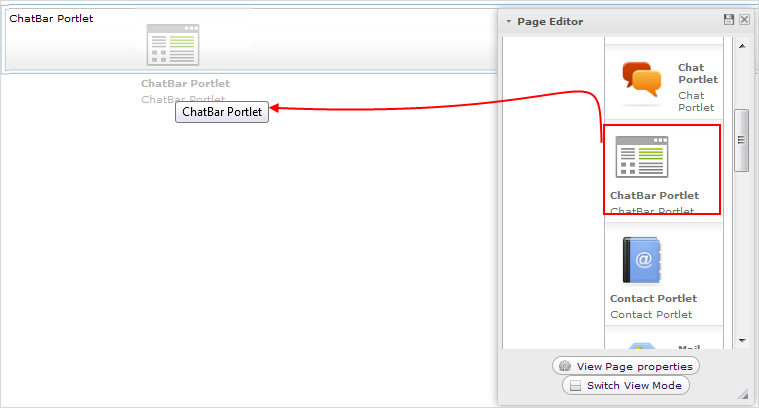 ChatBar Portlet
ChatBar Portlet
ChatBar Portlet
ChatBar Portlet
Page Editor
Chat
Portlet
Chat
Portlet
ChatBar Portlet
ChatBar Portlet
@
Contact Portlet
Contact Portlet
Mail
View Page properties
Switch View Mode